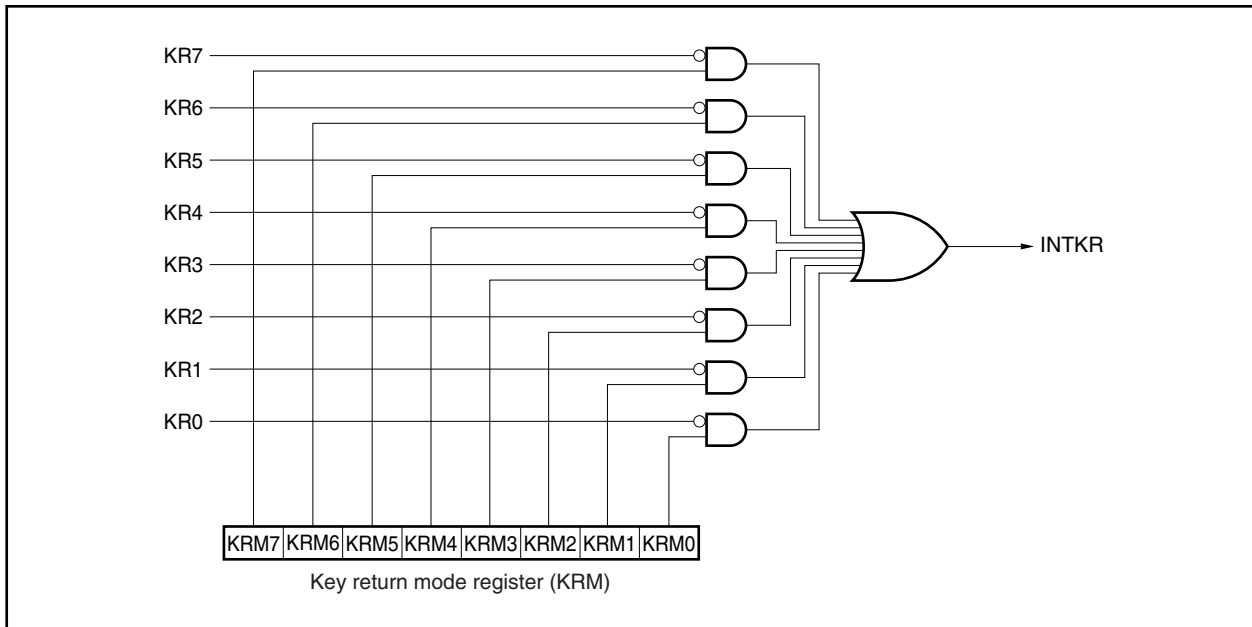 KR7
KR6
KR5
KR4
KR3
KR2
KR1
KR0
INTKR
KRM7 KRM6 KRM5 KRM4 KRM3 KRM2 KRM1 KRM0
Key return mode register (KRM)